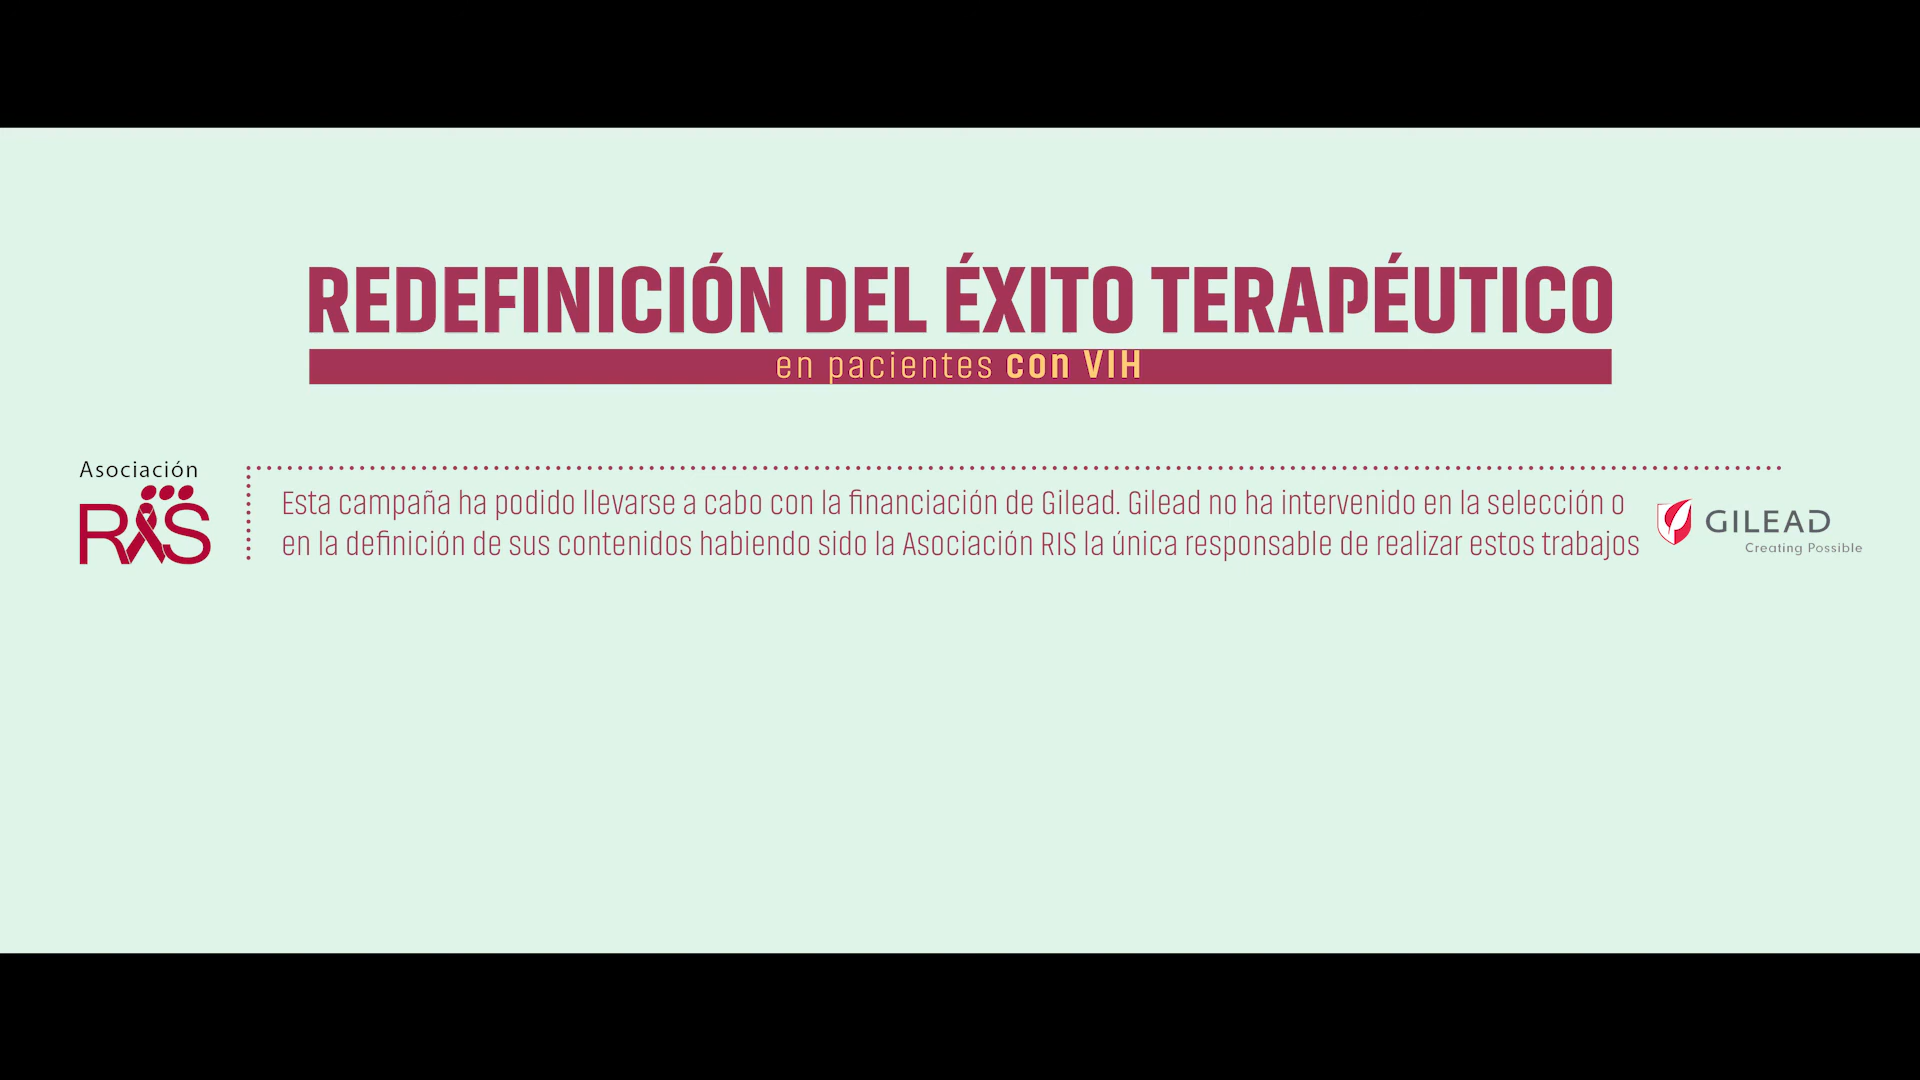 REDEFINICIÓN DEL ÉXITO TERAPÉUTICO
en pacientes con VIH
Asociación
RIS
Esta campaña ha podido llevarse a cabo con la financiación de Gilead. Gilead no ha intervenido en la selección o
en la definición de sus contenidos habiendo sido la Asociación RIS la única responsable de realizar estos trabajos
GILEAD
Creating Possible